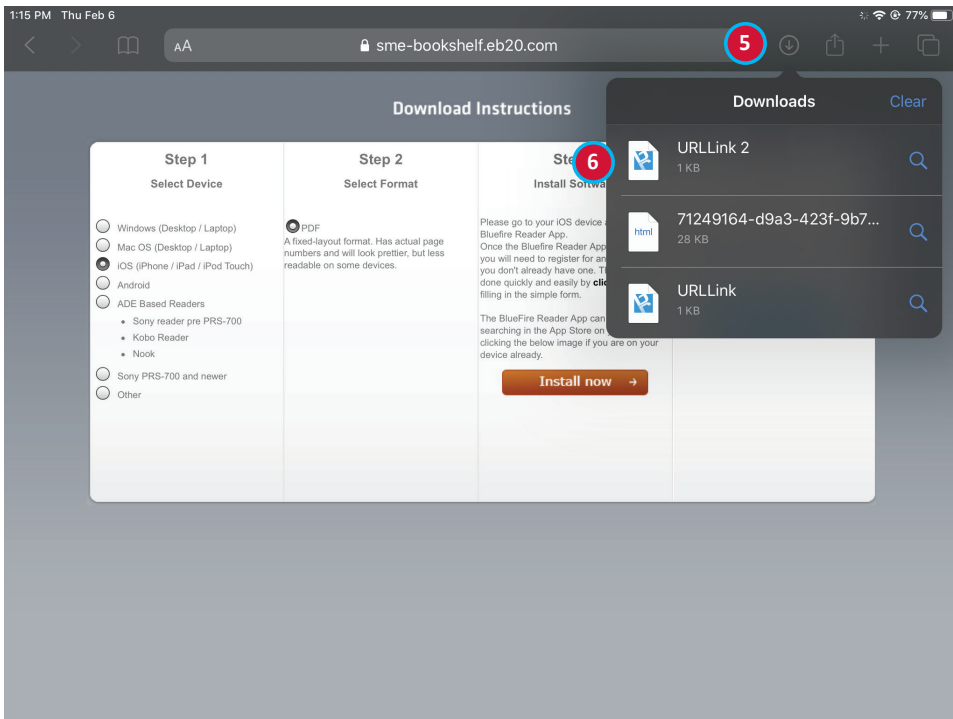 1:15 PM Thu Feb 6
77%
AA
sme-bookshelf.eb20.com
5
Download Instructions
Downloads
Clear
URLLink 2
1 KB
71249164-d9a3-423f-9b7...
28 KB
URLLink
1 KB
html
6
Step 1
Select Device
Windows (Desktop / Laptop)
Mac OS (Desktop / Laptop)
iOS (iPhone / iPad / iPod Touch)
Android
ADE Based Readers
• Sony reader pre PRS-700
• Kobo Reader
• Nook
Sony PRS-700 and newer
Other
Step 2
Select Format
PDF
A fixed-layout format. Has actual page
numbers and will look prettier, but less
readable on some devices.
Ste
Install
Please go to your iOS device
Bluefire Reader App.
Once the Bluefire Reader App
you will need to register for an
you don't already have one.
done quickly and easily by
filling in the simple form.
The BlueFire Reader App can
searching in the App Store on
clicking the below image if you are on your
device already.
Install now →